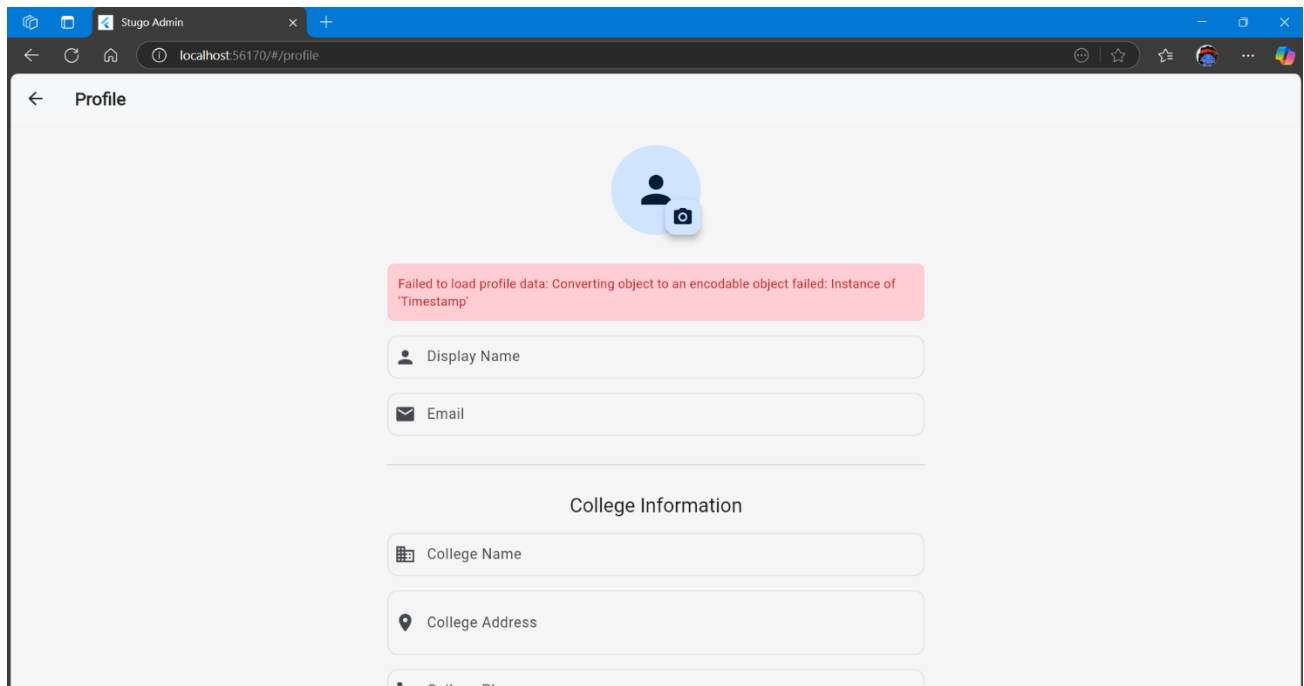 Stugo Admin
localhost:56170/#/profile
Profile
Failed to load profile data: Converting object to an encodable object failed: Instance of
'Timestamp'
Display Name
Email
College Information
College Name
College Address